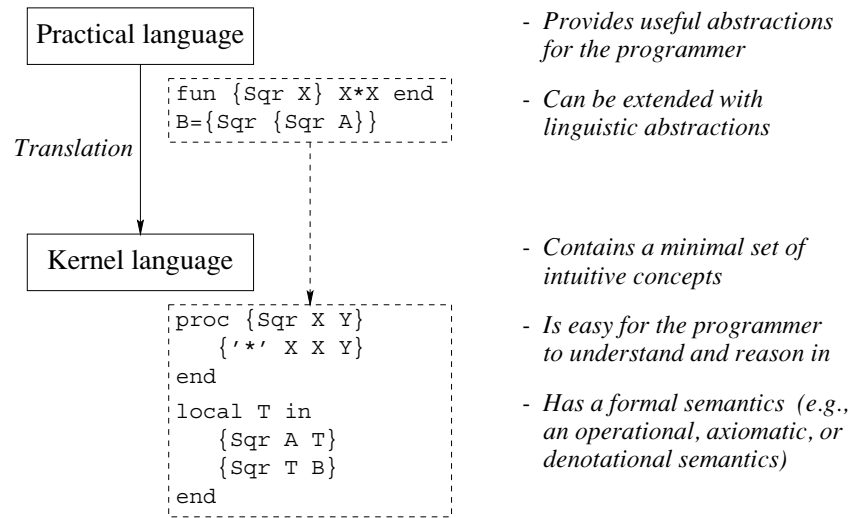 Practical language
- Provides useful abstractions
for the programmer
fun {Sqr X} X*X end
B={Sqr {Sqr A}}
- Can be extended with
linguistic abstractions
Translation
Kernel language
- Contains a minimal set of
intuitive concepts
proc {Sqr X Y}
{'*' X X Y}
end
local T in
{Sqr A T}
{Sqr T B}
end
- Is easy for the programmer
to understand and reason in
- Has a formal semantics (e.g.,
an operational, axiomatic, or
denotational semantics)